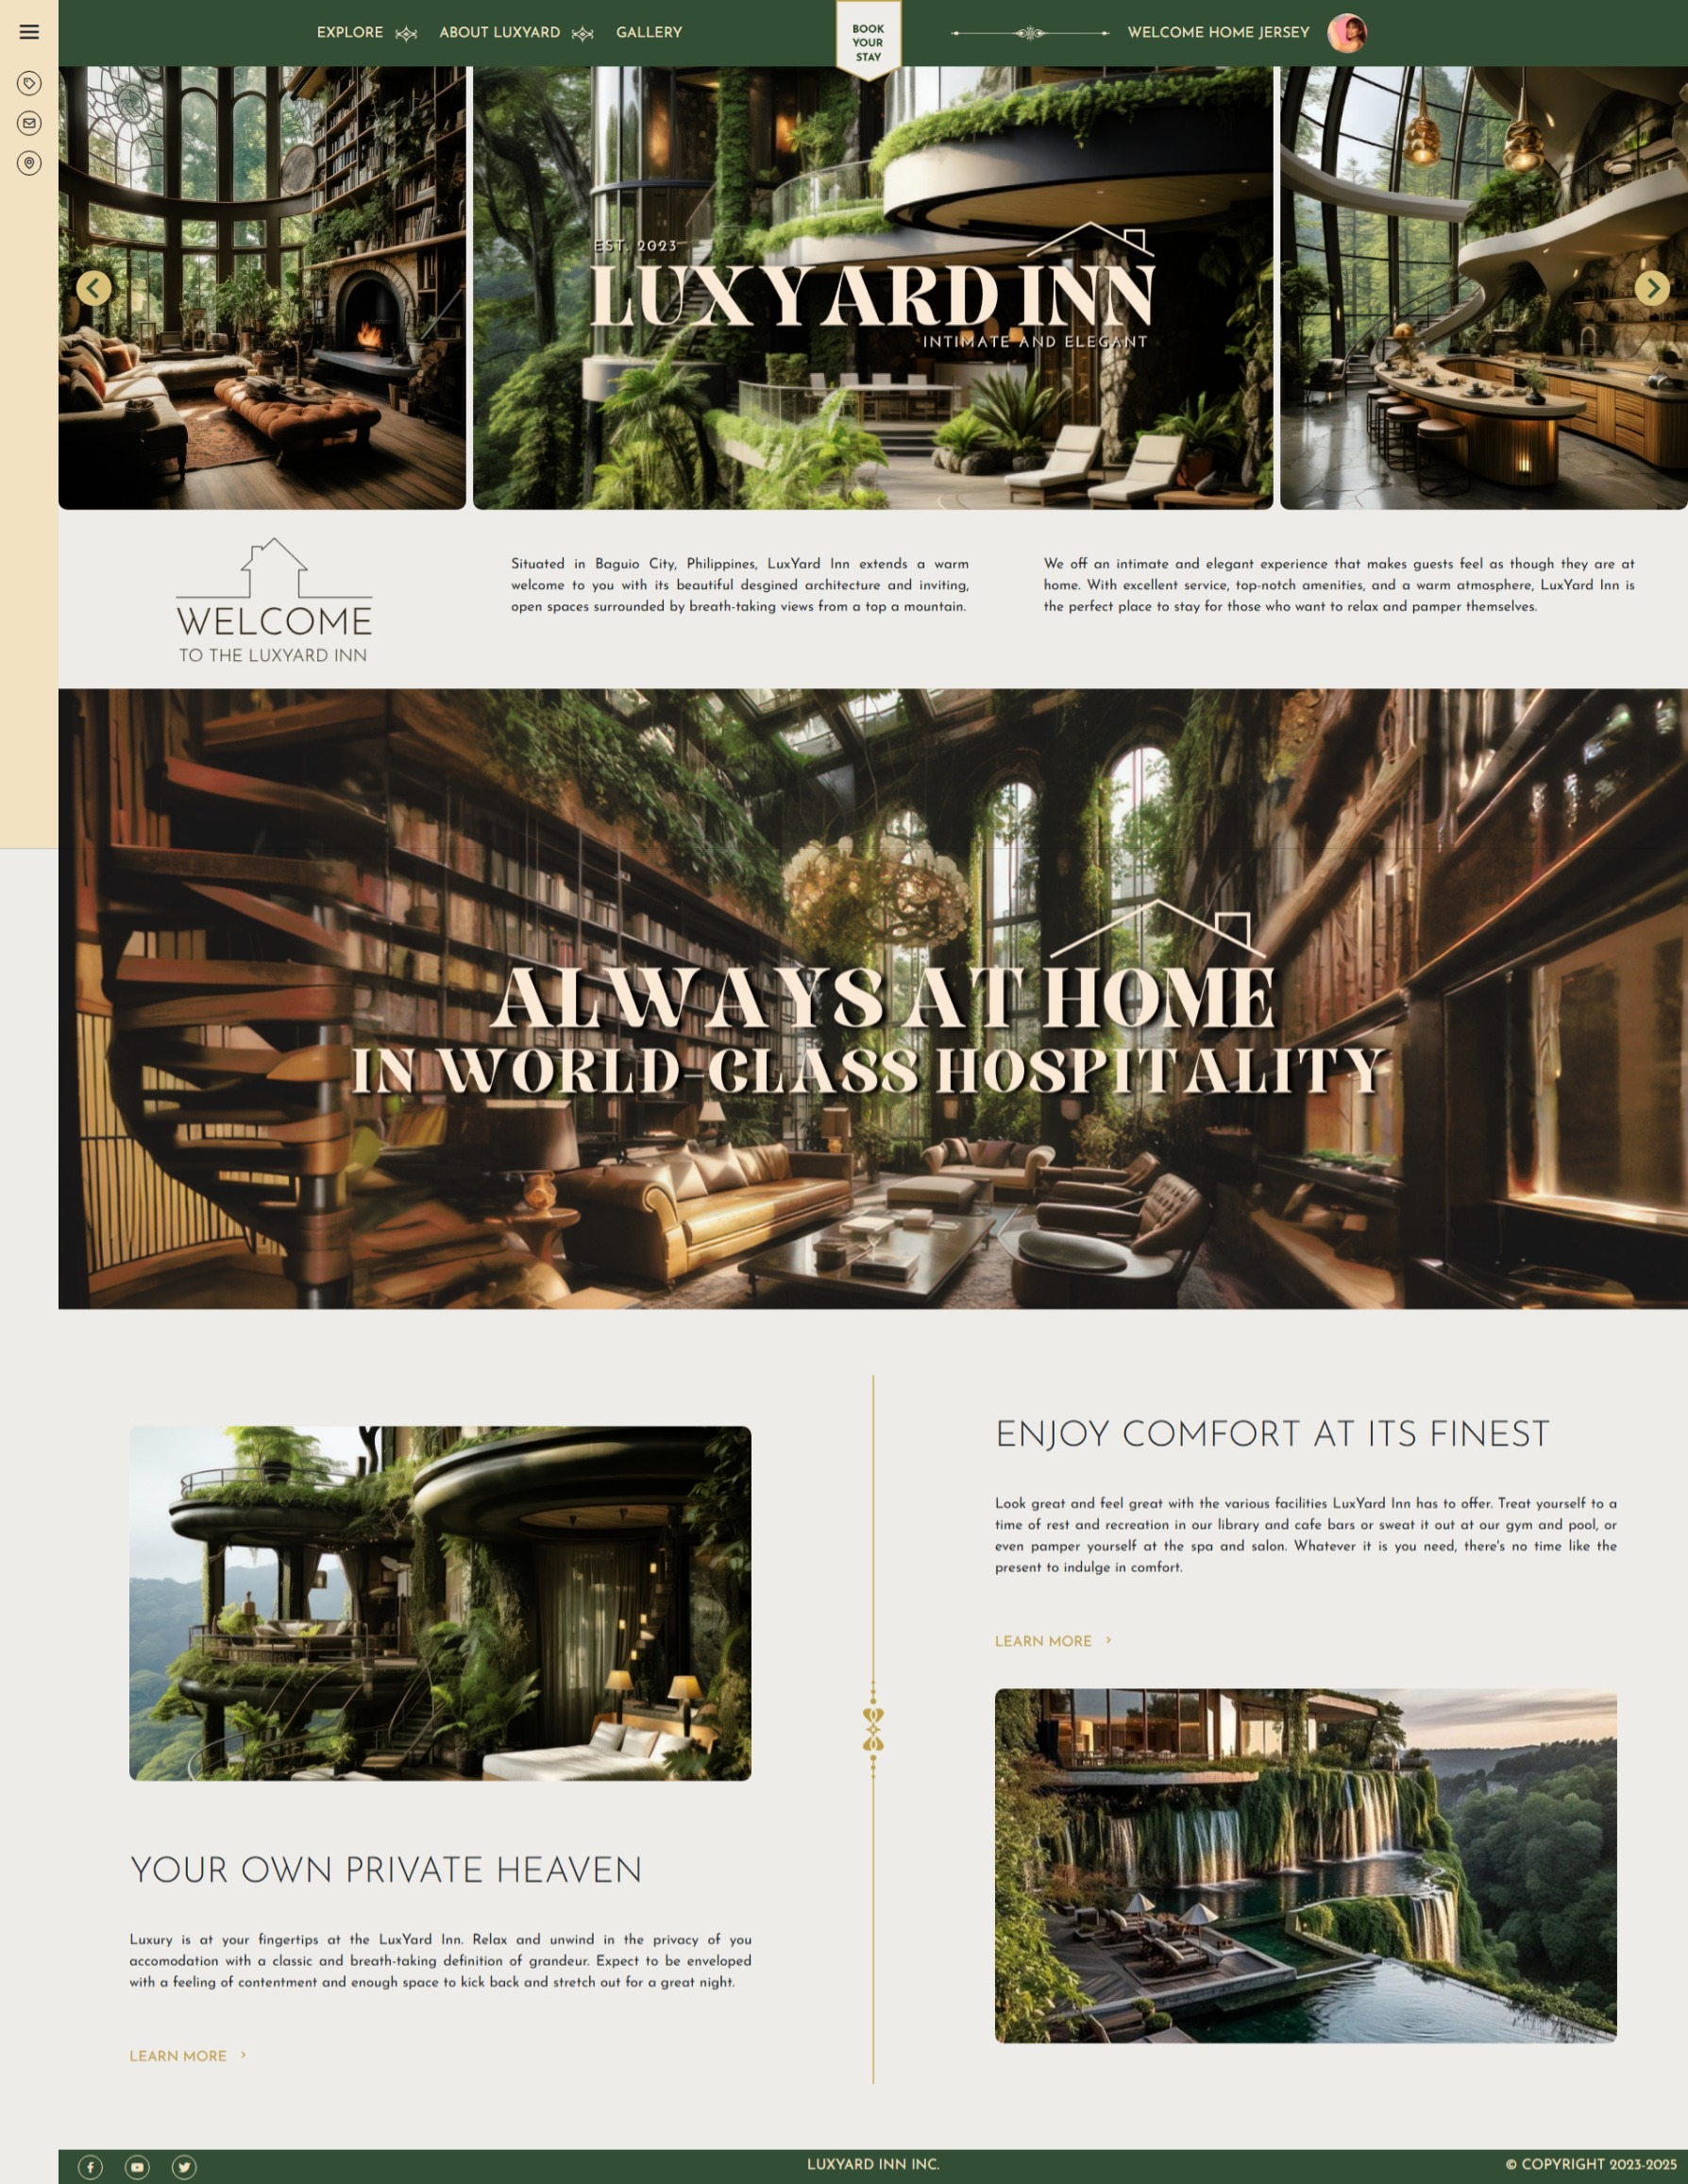 EXPLORE
ABOUT LUXYARD
GALLERY
BOOK
YOUR
STAY
WELCOME HOME JERSEY
EST. 2023
LUXYARD INN
INTIMATE AND ELEGANT
WELCOME
TO THE LUXYARD INN
Situated in Baguio City, Philippines, LuxYard Inn extends a warm
welcome to you with its beautiful desgined architecture and inviting,
open spaces surrounded by breath-taking views from a top a mountain.
We off an intimate and elegant experience that makes guests feel as though they are at
home. With excellent service, top-notch amenities, and a warm atmosphere, LuxYard Inn is
the perfect place to stay for those who want to relax and pamper themselves.
ALWAYS AT HOME
IN WORLD-CLASS HOSPITALITY
YOUR OWN PRIVATE HEAVEN
Luxury is at your fingertips at the LuxYard Inn. Relax and unwind in the privacy of you
accomodation with a classic and breath-taking definition of grandeur. Expect to be enveloped
with a feeling of contentment and enough space to kick back and stretch out for a great night.
LEARN MORE
ENJOY COMFORT AT ITS FINEST
Look great and feel great with the various facilities LuxYard Inn has to offer. Treat yourself to a
time of rest and recreation in our library and cafe bars or sweat it out at our gym and pool, or
even pamper yourself at the spa and salon. Whatever it is you need, there's no time like the
present to indulge in comfort.
LEARN MORE
LUXYARD INN INC.
© COPYRIGHT 2023-2025